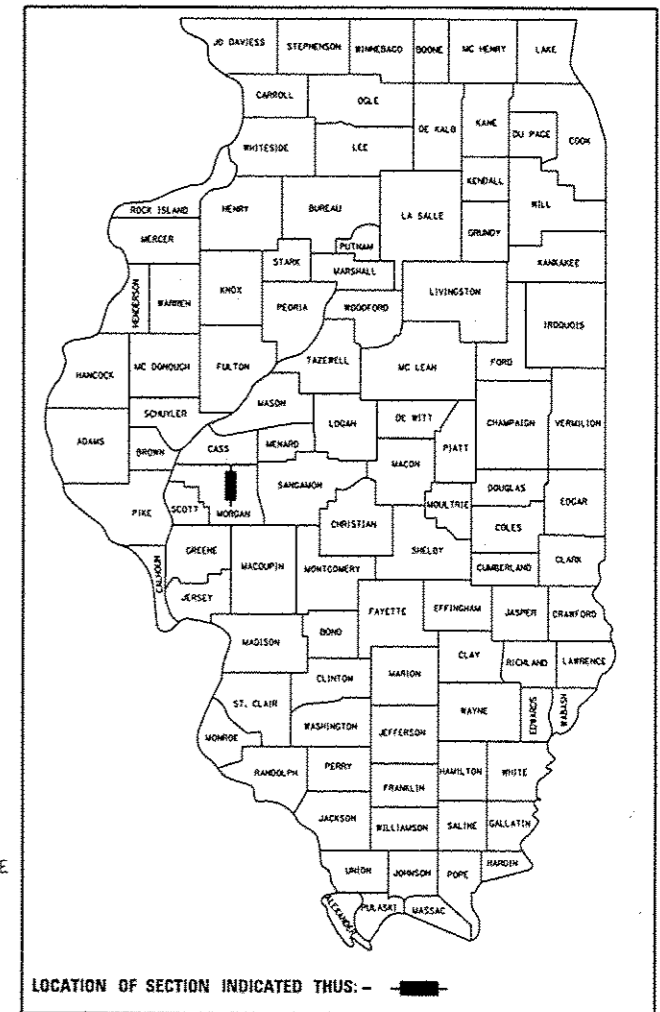 JO DAVIESS STEPHENSON WINNEBAGO BOONE MC HENRY LAKE
CARROLL OGLE DE KALB KANE DU PAGE COOK
WHITESIDE LEE KENDALL WILL
ROCK ISLAND HENRY BUREAU LA SALLE GRUNDY
MERCER STARK PUTNAM MARSHALL KANKAKEE
HENDERSON WARREN KNOX PEORIA WOODFORD LIVINGSTON IROQUOIS
HANCOCK MC DONOUGH FULTON TAZEWELL MC LEAN FORD
SCHUYLER MASON LOGAN DE WITT CHAMPAIGN VERMILION
ADAMS BROWN CASS MENARD MACON PIATT
PIKE SCOTT MORGAN SANGAMON CHRISTIAN MOULTRIE DOUGLAS EDGAR
COLES
CALHOUN GREENE MACOUPIN MONTGOMERY SHELBY CUMBERLAND CLARK
JERSEY FAYETTE EFFINGHAM JASPER CRAWFORD
MADISON BOND CLAY RICHLAND LAWRENCE
CLINTON MARION EDWARDS WABASH
ST. CLAIR WASHINGTON JEFFERSON WAYNE
MONROE RANDOLPH PERRY FRANKLIN HAMILTON WHITE
JACKSON WILLIAMSON SALINE GALLATIN
E UNION JOHNSON POPE HARDIN
ALEXANDER PULASKI MASSAC
LOCATION OF SECTION INDICATED THUS: -